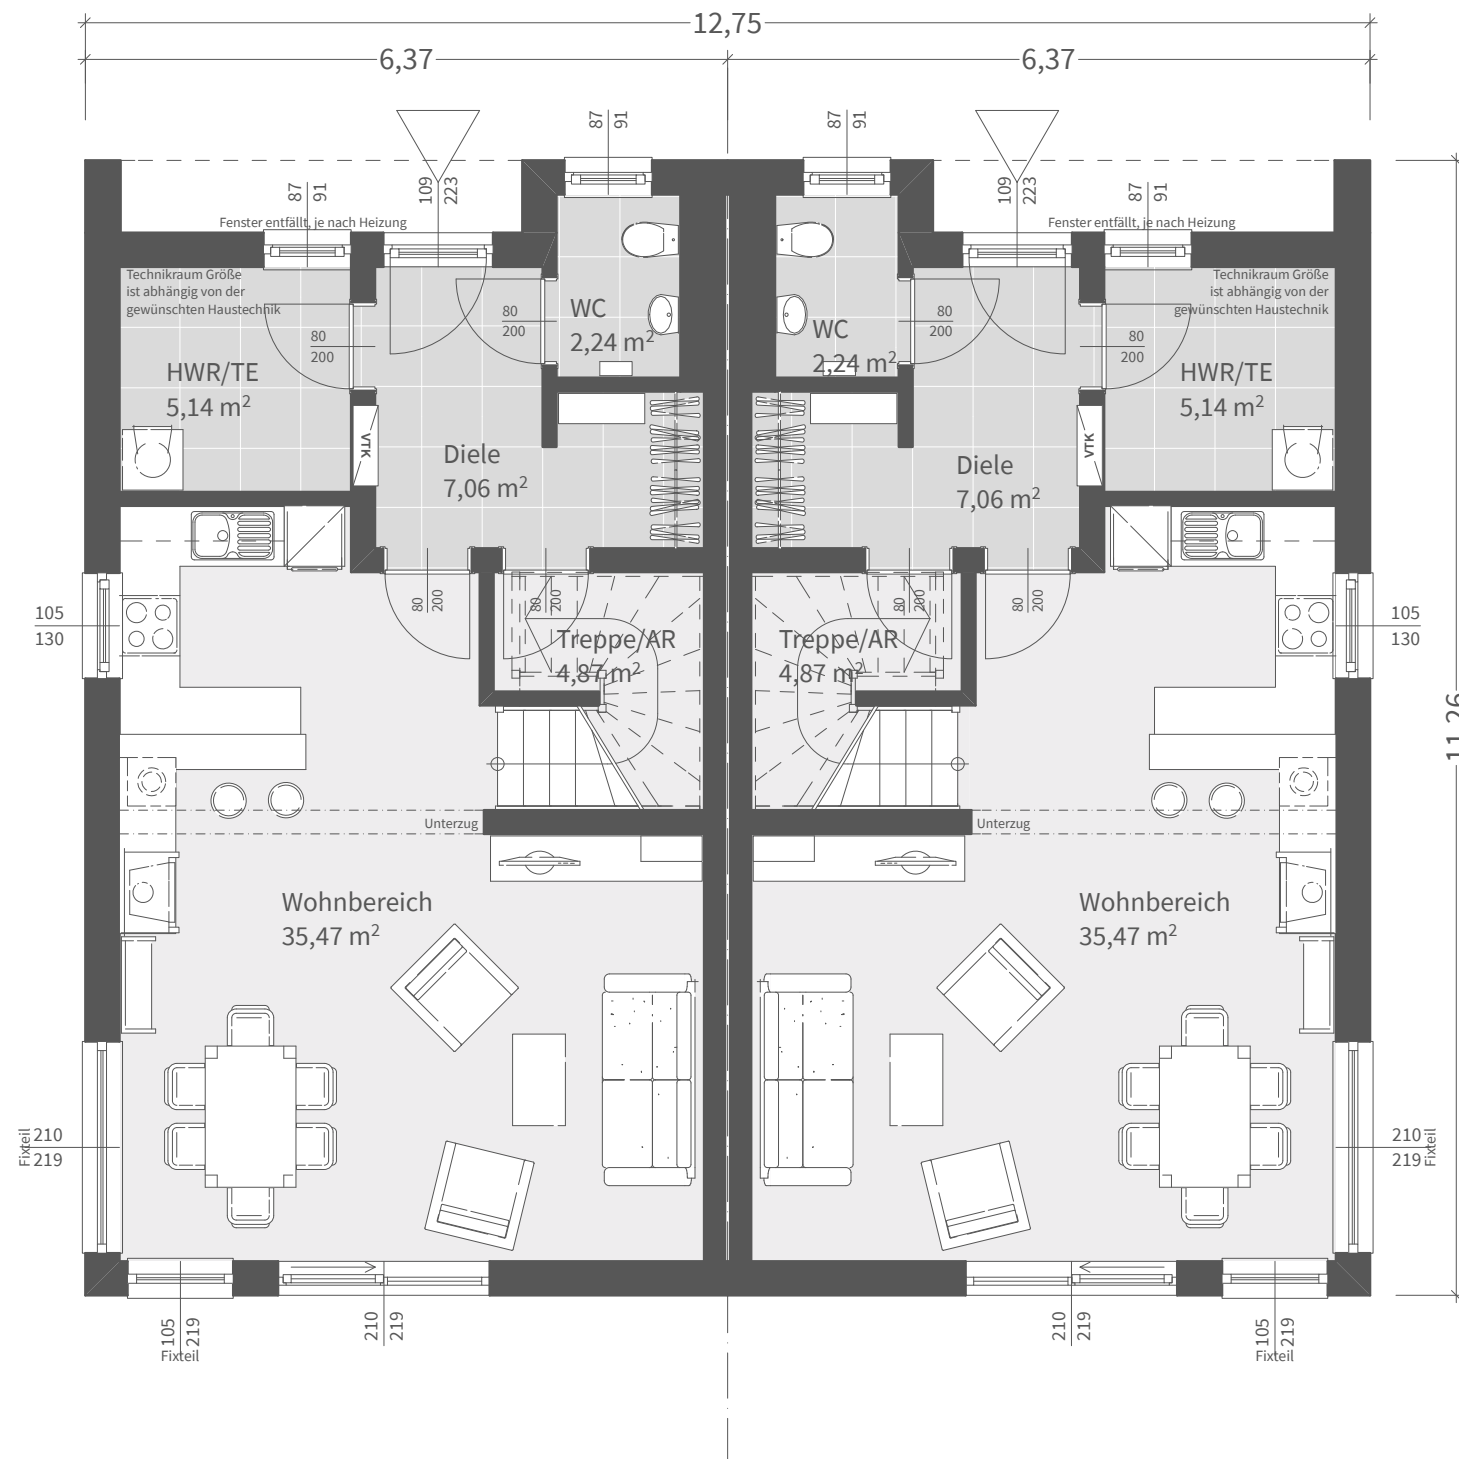 12,75
6,37
6,37
87
91
87
91
109
223
109
223
87
91
87
91
Fenster entfällt, je nach Heizung
Fenster entfällt, je nach Heizung
Technikraum Größe
ist abhängig von der
gewünschten Haustechnik
Technikraum Größe
ist abhängig von der
gewünschten Haustechnik
WC
2,24 m²
WC
2,24 m²
80
200
80
200
80
200
80
200
HWR/TE
5,14 m²
HWR/TE
5,14 m²
VTK
VTK
Diele
7,06 m²
Diele
7,06 m²
80
200
80
200
80
200
80
200
105
130
105
130
Treppe/AR
4,87 m²
Treppe/AR
4,87 m²
11,26
Unterzug
Unterzug
Wohnbereich
35,47 m²
Wohnbereich
35,47 m²
210
219
Fixteil
210
219
Fixteil
105
219
Fixteil
210
219
210
219
105
219
Fixteil